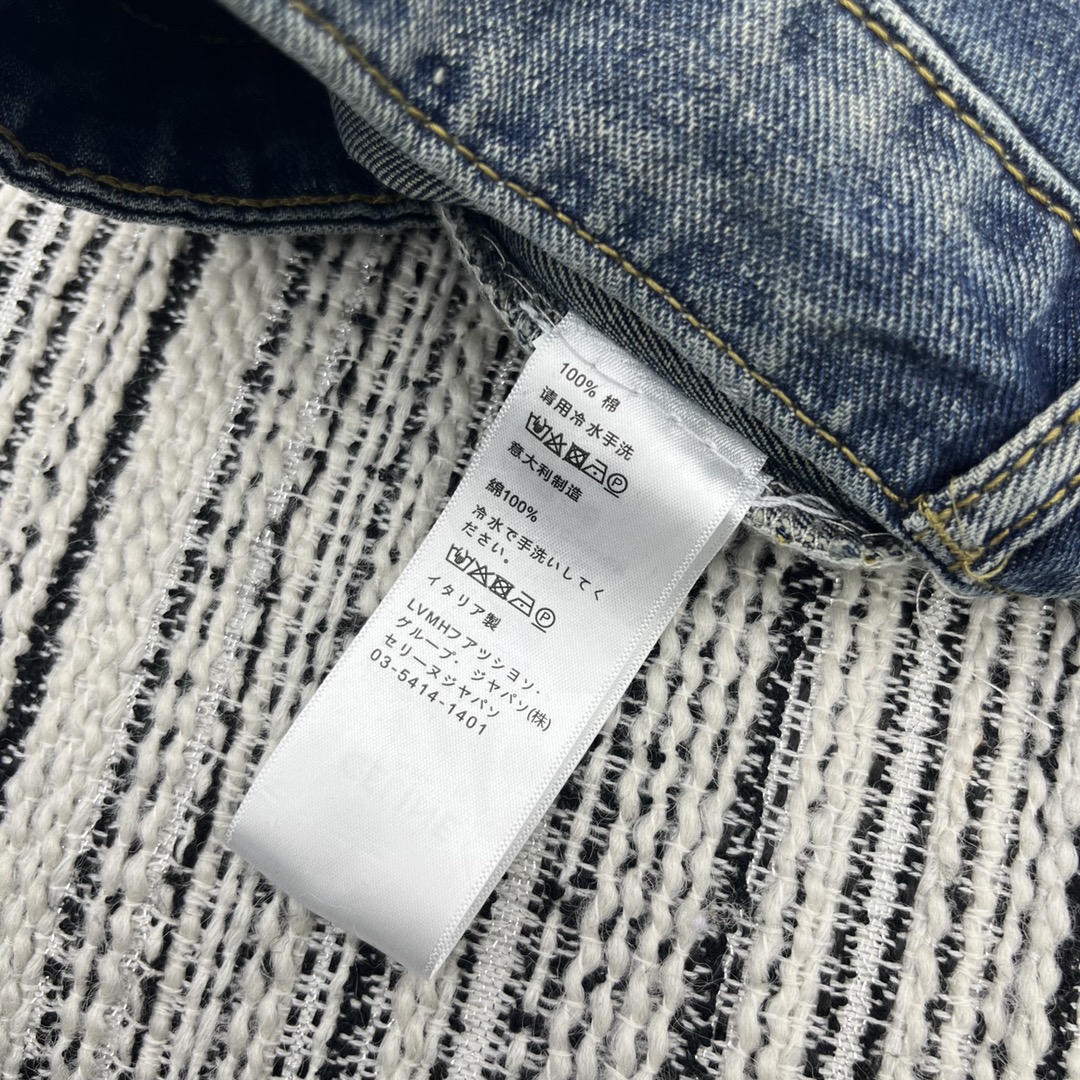 100% 棉
请用冷水手洗
P
意大利制造
綿100%
冷水で手洗いしてく
ださい。
P
イタリア製
LVMHファッション・
グループ・ジャパン(株)
セリーヌジャパン
03-5414-1401